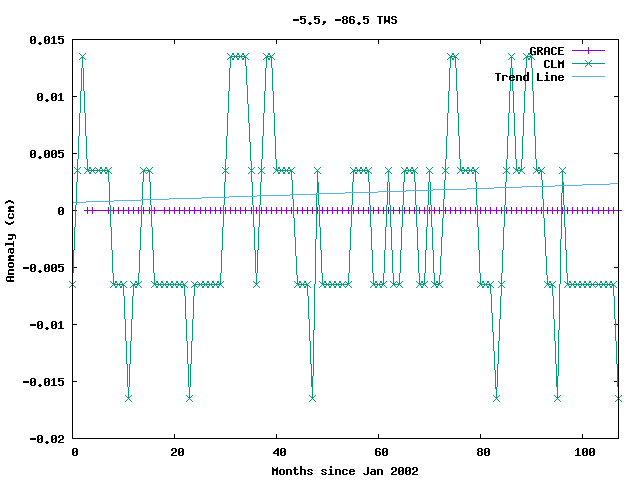 -5.5, -86.5 TWS
GRACE
CLM
Trend Line
0.015
0.01
0.005
0
-0.005
-0.01
-0.015
-0.02
Anomaly (cm)
0 20 40 60 80 100
Months since Jan 2002